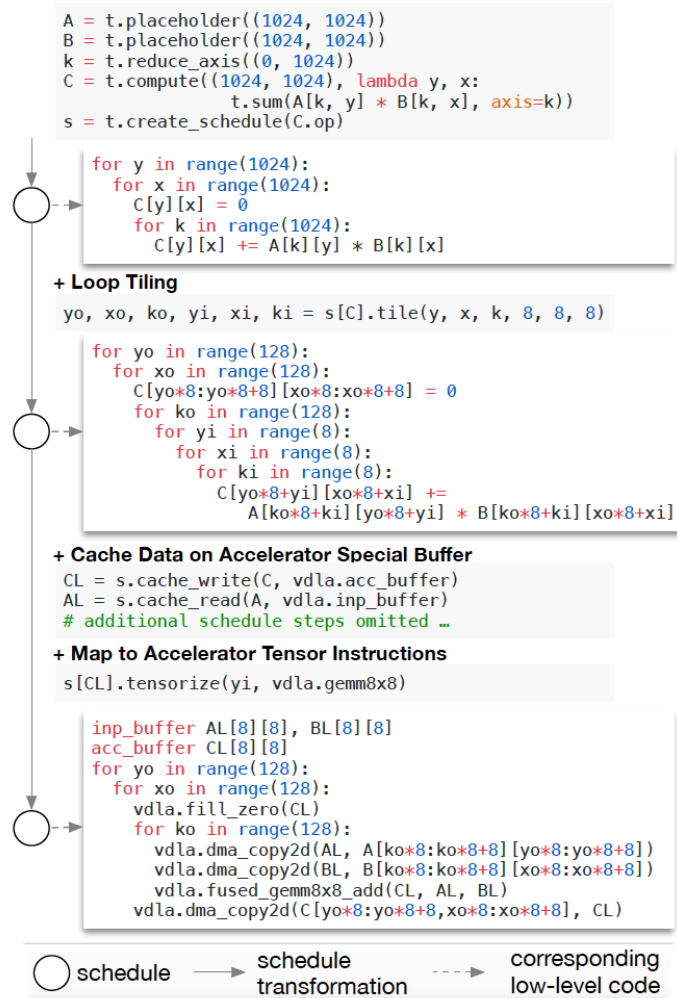 A = t.placeholder((1024, 1024))
B = t.placeholder((1024, 1024))
k = t.reduce_axis((0, 1024))
C = t.compute((1024, 1024), lambda y, x:
t.sum(A[k, y] * B[k, x], axis=k))
s = t.create_schedule(C.op)
for y in range(1024):
for x in range(1024):
C[y][x] = 0
for k in range(1024):
C[y][x] += A[k][y] * B[k][x]
+ Loop Tiling
yo, xo, ko, yi, xi, ki = s[C].tile(y, x, k, 8, 8, 8)
for yo in range(128):
for xo in range(128):
C[yo*8:yo*8+8][xo*8:xo*8+8] = 0
for ko in range(128):
for yi in range(8):
for xi in range(8):
for ki in range(8):
C[yo*8+yi][xo*8+xi] +=
A[ko*8+ki][yo*8+yi] * B[ko*8+ki][xo*8+xi]
+ Cache Data on Accelerator Special Buffer
CL = s.cache_write(C, vdla.acc_buffer)
AL = s.cache_read(A, vdla.inp_buffer)
# additional schedule steps omitted …
+ Map to Accelerator Tensor Instructions
s[CL].tensorize(yi, vdla.gemm8x8)
inp_buffer AL[8][8], BL[8][8]
acc_buffer CL[8][8]
for yo in range(128):
for xo in range(128):
vdla.fill_zero(CL)
for ko in range(128):
vdla.dma_copy2d(AL, A[ko*8:ko*8+8][yo*8:yo*8+8])
vdla.dma_copy2d(BL, B[ko*8:ko*8+8][xo*8:xo*8+8])
vdla.fused_gemm8x8_add(CL, AL, BL)
vdla.dma_copy2d(C[yo*8:yo*8+8,xo*8:xo*8+8], CL)
schedule
schedule transformation
corresponding low-level code